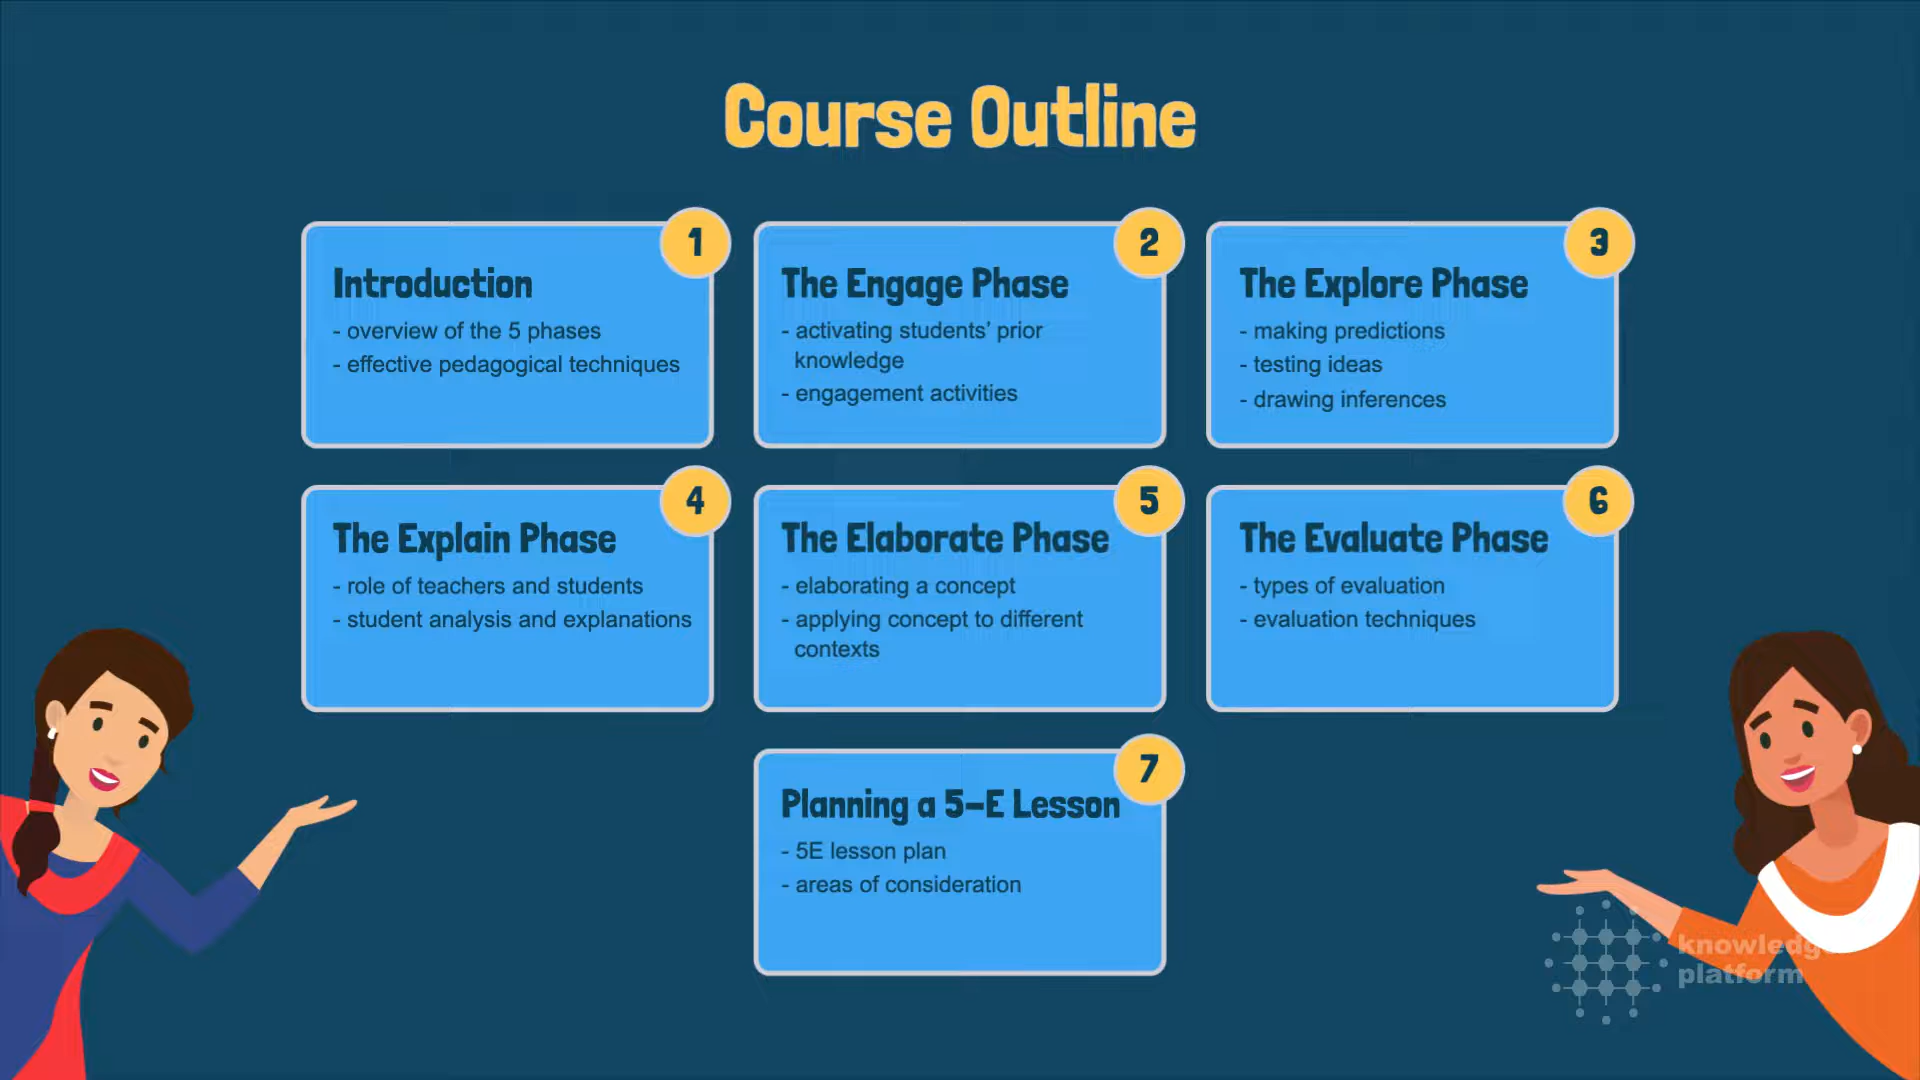 Course Outline
1
Introduction
- overview of the 5 phases
- effective pedagogical techniques
2
The Engage Phase
- activating students’ prior
knowledge
- engagement activities
3
The Explore Phase
- making predictions
- testing ideas
- drawing inferences
4
The Explain Phase
- role of teachers and students
- student analysis and explanations
5
The Elaborate Phase
- elaborating a concept
- applying concept to different
contexts
6
The Evaluate Phase
- types of evaluation
- evaluation techniques
7
Planning a 5-E Lesson
- 5E lesson plan
- areas of consideration
knowledge
platform